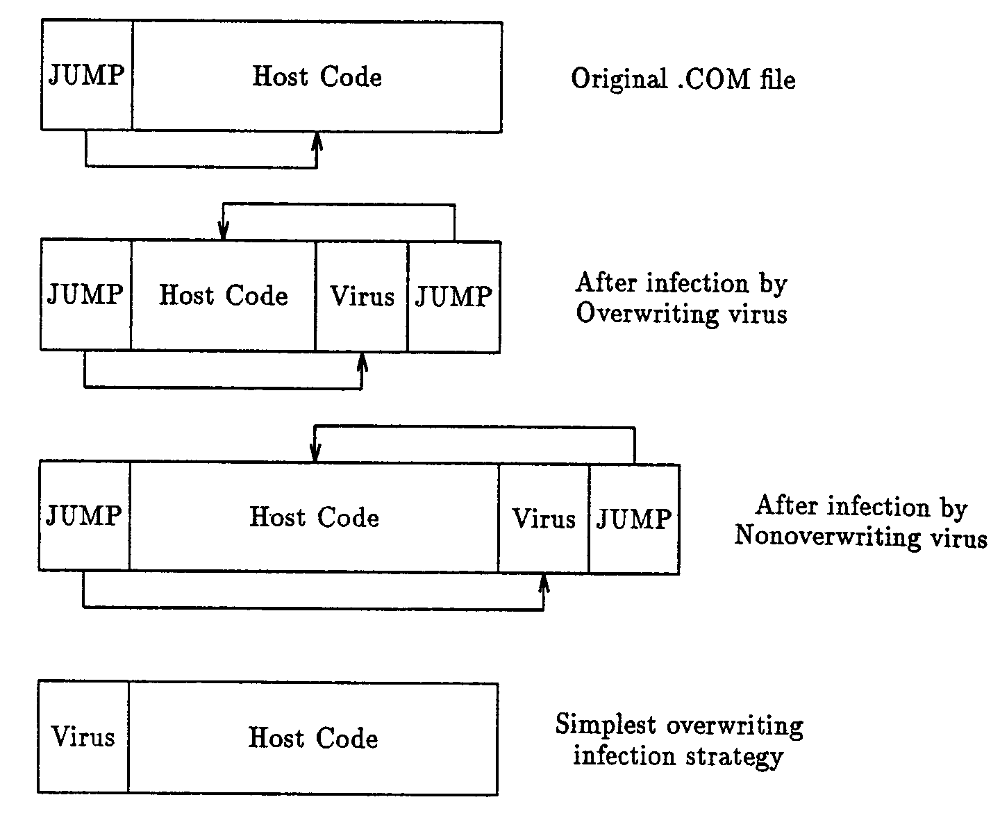 JUMP Host Code Original .COM file
JUMP Host Code Virus JUMP After infection by
Overwriting virus
JUMP Host Code Virus JUMP After infection by
Nonoverwriting virus
Virus Host Code Simplest overwriting
infection strategy